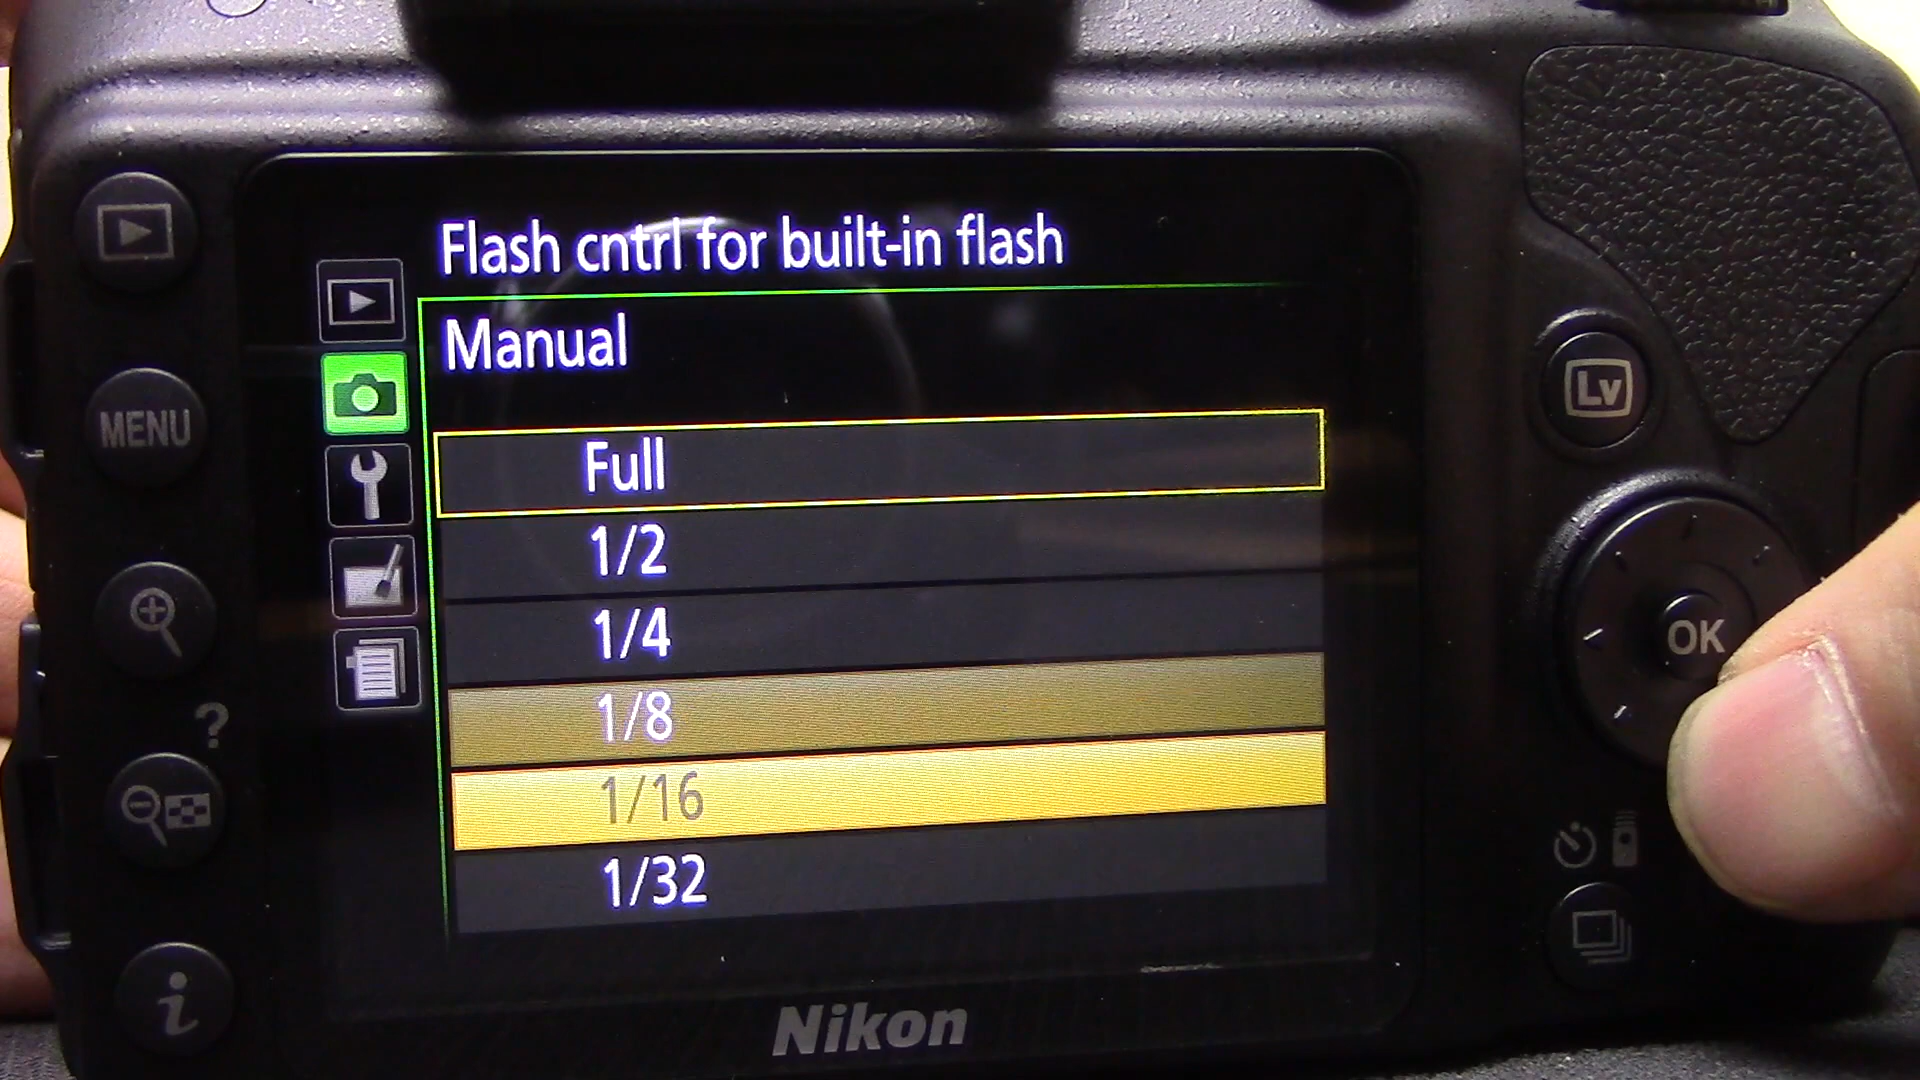 Flash cntrl for built-in flash
Manual
Full
1/2
1/4
1/8
1/16
1/32
MENU
?
i
Lv
OK
Nikon